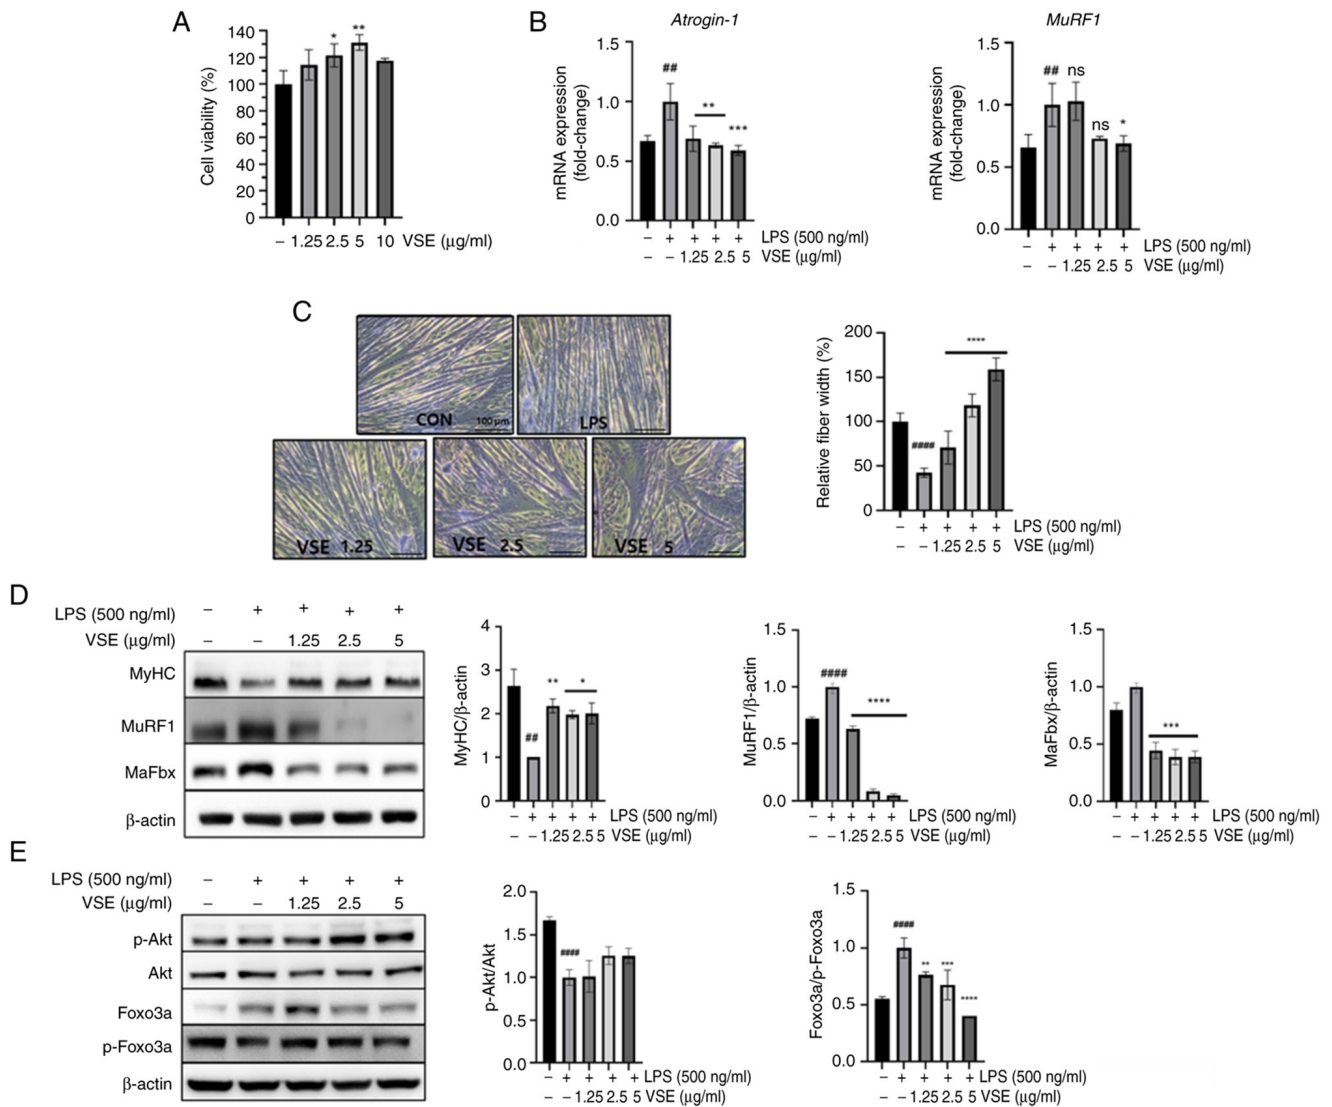 A
Cell viability (%)
140
120
100
80
60
40
20
0
*
**
– 1.25 2.5 5 10 VSE (μg/ml)
B
Atrogin-1
mRNA expression
(fold-change)
1.5
1.0
0.5
0.0
##
**
***
– + + + + LPS (500 ng/ml)
– – 1.25 2.5 5 VSE (μg/ml)
MuRF1
mRNA expression
(fold-change)
1.5
1.0
0.5
0.0
##
ns
ns
*
– + + + + LPS (500 ng/ml)
– – 1.25 2.5 5 VSE (μg/ml)
C
CON
100 μm
LPS
VSE 1.25
VSE 2.5
VSE 5
Relative fiber width (%)
200
150
100
50
0
####
****
– + + + + LPS (500 ng/ml)
– – 1.25 2.5 5 VSE (μg/ml)
D
LPS (500 ng/ml) – + + + +
VSE (μg/ml) – – 1.25 2.5 5
MyHC
MuRF1
MaFbx
β-actin
MyHC/β-actin
4
3
2
1
0
##
**
*
– + + + + LPS (500 ng/ml)
– – 1.25 2.5 5 VSE (μg/ml)
MuRF1/β-actin
1.5
1.0
0.5
0.0
####
****
– + + + + LPS (500 ng/ml)
– – 1.25 2.5 5 VSE (μg/ml)
MaFbx/β-actin
1.5
1.0
0.5
0.0
***
– + + + + LPS (500 ng/ml)
– – 1.25 2.5 5 VSE (μg/ml)
E
LPS (500 ng/ml) – + + + +
VSE (μg/ml) – – 1.25 2.5 5
p-Akt
Akt
Foxo3a
p-Foxo3a
β-actin
p-Akt/Akt
2.0
1.5
1.0
0.5
0.0
####
– + + + + LPS (500 ng/ml)
– – 1.25 2.5 5 VSE (μg/ml)
Foxo3a/p-Foxo3a
1.5
1.0
0.5
0.0
####
**
***
****
– + + + + LPS (500 ng/ml)
– – 1.25 2.5 5 VSE (μg/ml)